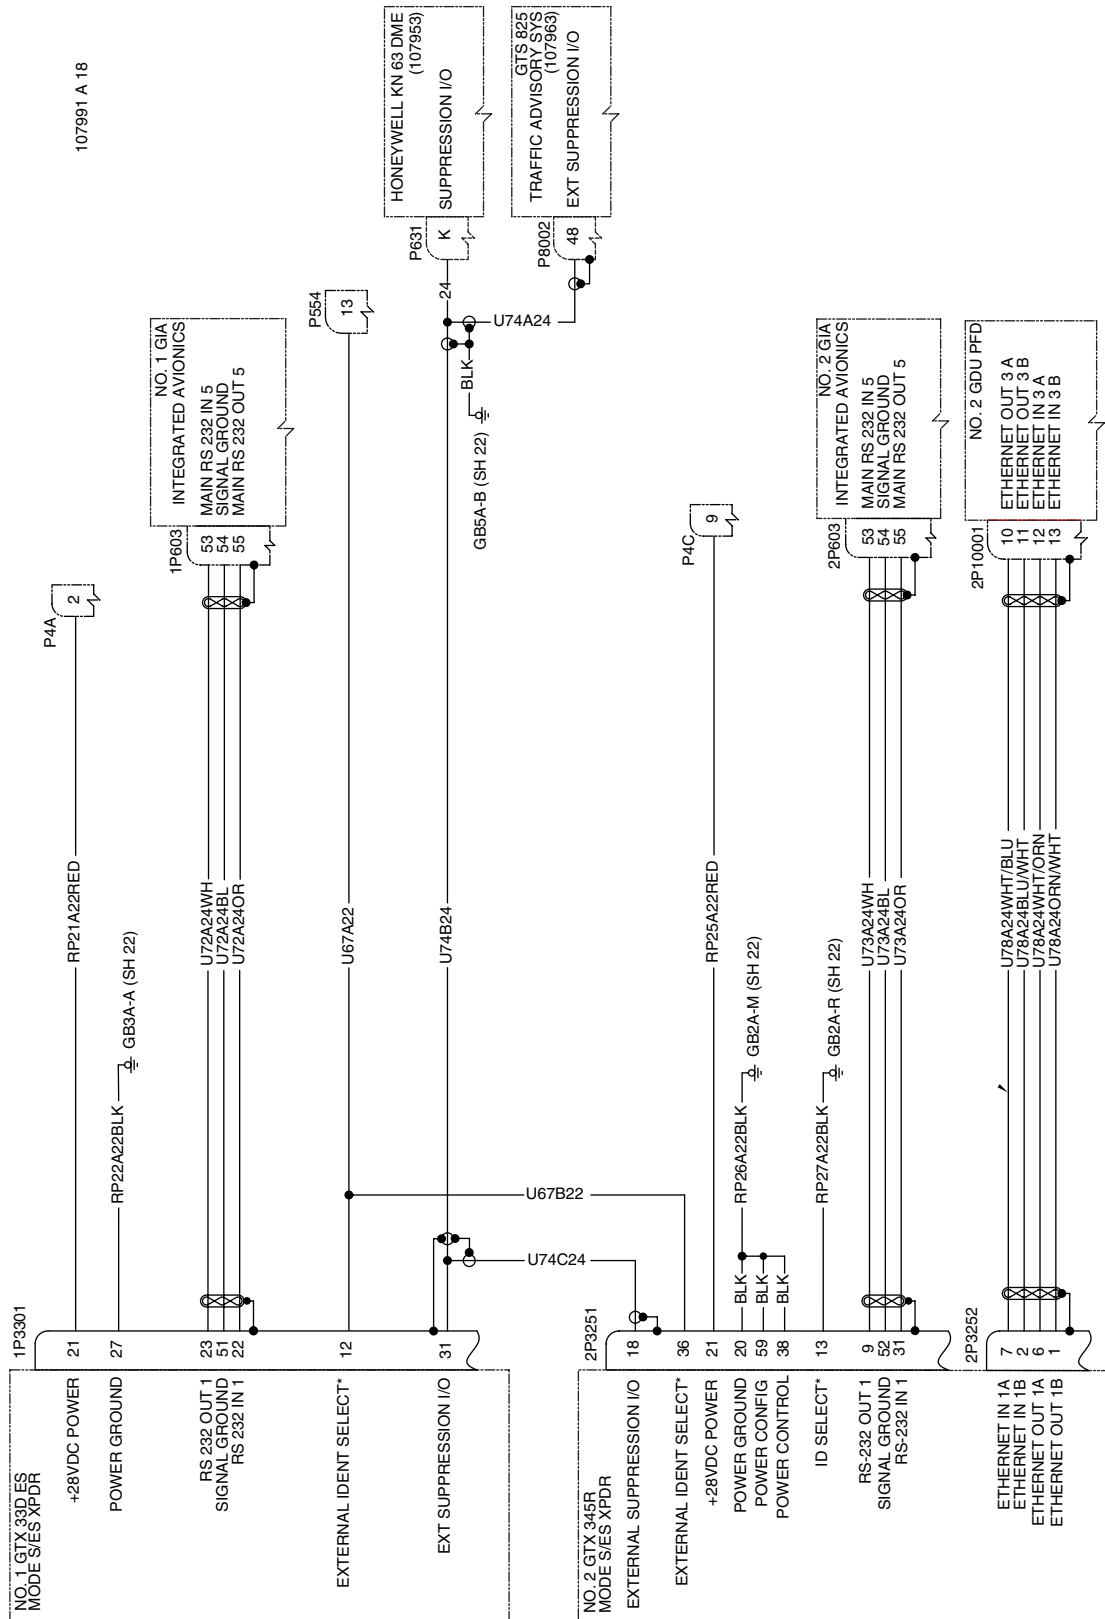 107991 A 18
NO. 1 GTX 33D ES
MODE S/ES XPDR
1P3301
+28VDC POWER
21
RP21A22RED
P4A
2
POWER GROUND
27
RP22A22BLK
GB3A-A (SH 22)
RS 232 OUT 1
23
U72A24WH
SIGNAL GROUND
51
U72A24BL
RS 232 IN 1
22
U72A24OR
1P603
NO. 1 GIA
INTEGRATED AVIONICS
53
MAIN RS 232 IN 5
54
SIGNAL GROUND
55
MAIN RS 232 OUT 5
EXTERNAL IDENT SELECT*
12
U67A22
P554
13
EXT SUPPRESSION I/O
31
U74B24
24
P631
K
HONEYWELL KN 63 DME
(107953)
SUPPRESSION I/O
BLK
GB5A-B (SH 22)
U74A24
P8002
48
GTS 825
TRAFFIC ADVISORY SYS
(107963)
EXT SUPPRESSION I/O
U74C24
U67B22
NO. 2 GTX 345R
MODE S/ES XPDR
2P3251
EXTERNAL SUPPRESSION I/O
18
EXTERNAL IDENT SELECT*
36
+28VDC POWER
21
RP25A22RED
P4C
9
POWER GROUND
20
BLK
RP26A22BLK
GB2A-M (SH 22)
POWER CONFIG
59
BLK
POWER CONTROL
38
BLK
ID SELECT*
13
RP27A22BLK
GB2A-R (SH 22)
RS-232 OUT 1
9
U73A24WH
SIGNAL GROUND
52
U73A24BL
RS-232 IN 1
31
U73A24OR
2P603
NO. 2 GIA
INTEGRATED AVIONICS
53
MAIN RS 232 IN 5
54
SIGNAL GROUND
55
MAIN RS 232 OUT 5
2P3252
ETHERNET IN 1A
7
U78A24WHT/BLU
ETHERNET IN 1B
2
U78A24BLU/WHT
ETHERNET OUT 1A
6
U78A24WHT/ORN
ETHERNET OUT 1B
1
U78A24ORN/WHT
2P10001
NO. 2 GDU PFD
10
ETHERNET OUT 3 A
11
ETHERNET OUT 3 B
12
ETHERNET IN 3 A
13
ETHERNET IN 3 B